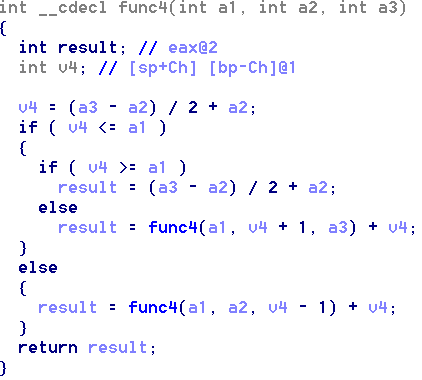 int __cdecl func4(int a1, int a2, int a3)
{
  int result; // eax@2
  int v4; // [sp+Ch] [bp-Ch]@1

  v4 = (a3 - a2) / 2 + a2;
  if ( v4 <= a1 )
  {
    if ( v4 >= a1 )
      result = (a3 - a2) / 2 + a2;
    else
      result = func4(a1, v4 + 1, a3) + v4;
  }
  else
  {
    result = func4(a1, a2, v4 - 1) + v4;
  }
  return result;
}